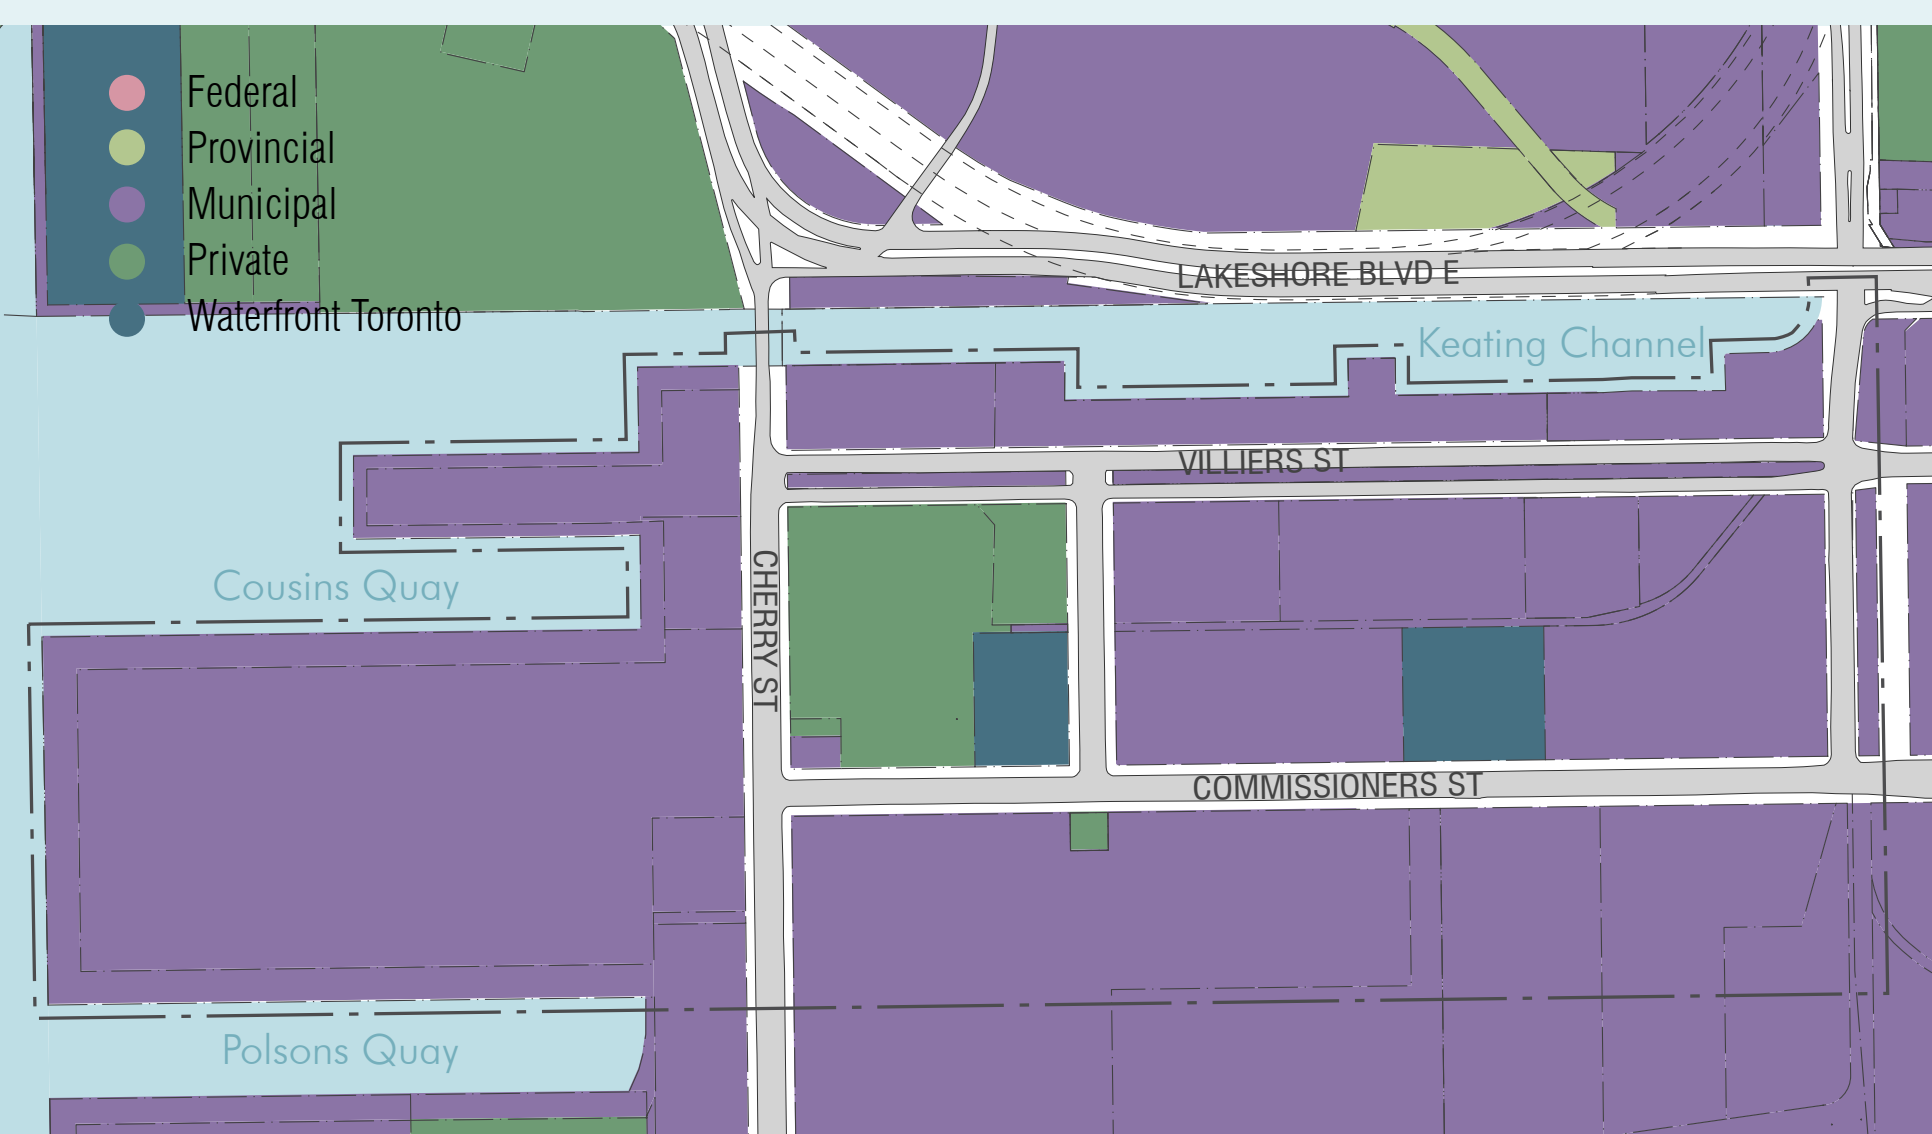 Federal
Provincial
Municipal
Private
Waterfront Toronto
LAKESHORE BLVD E
Keating Channel
VILLIERS ST
Cousins Quay
CHERRY ST
COMMISSIONERS ST
Polsons Quay